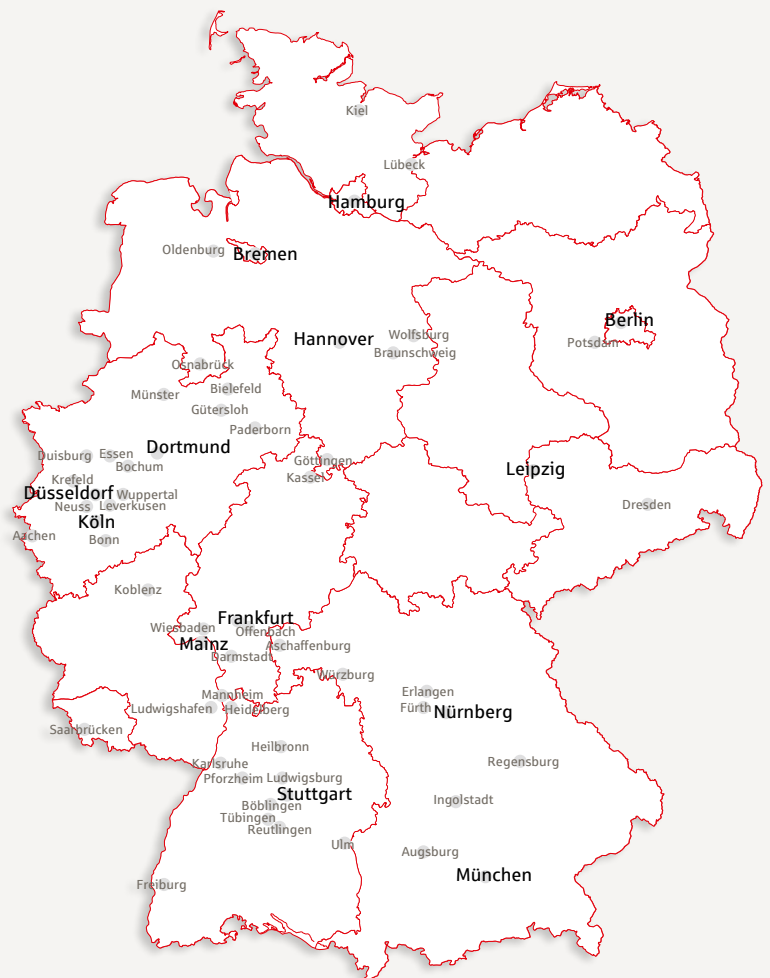 Kiel
Lübeck
Hamburg
Oldenburg
Bremen
Berlin
Wolfsburg
Hannover
Potsdam
Braunschweig
Osnabrück
Bielefeld
Münster
Gütersloh
Paderborn
Dortmund
Duisburg
Essen
Göttingen
Bochum
Leipzig
Kassel
Krefeld
Düsseldorf
Wuppertal
Neuss
Leverkusen
Dresden
Köln
Aachen
Bonn
Koblenz
Frankfurt
Wiesbaden
Offenbach
Mainz
Aschaffenburg
Darmstadt
Würzburg
Erlangen
Mannheim
Ludwigshafen
Heidelberg
Fürth
Nürnberg
Saarbrücken
Heilbronn
Karlsruhe
Regensburg
Pforzheim
Ludwigsburg
Stuttgart
Ingolstadt
Böblingen
Tübingen
Reutlingen
Ulm
Augsburg
München
Freiburg